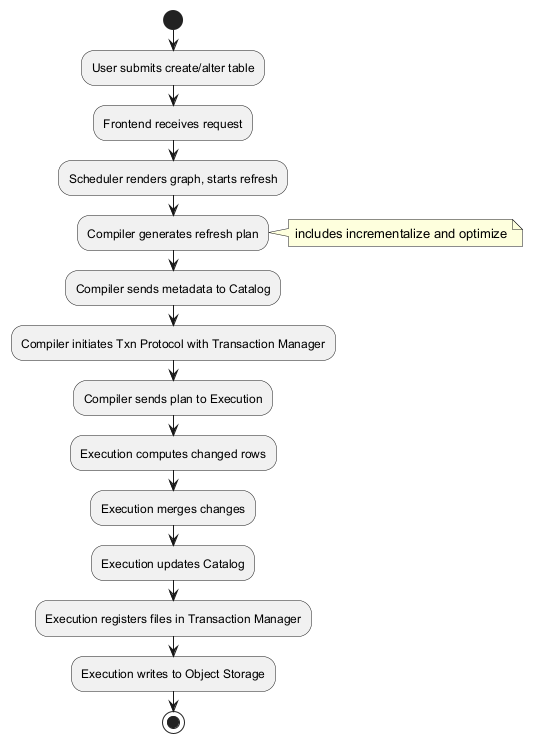 User submits create/alter table
Frontend receives request
Scheduler renders graph, starts refresh
Compiler generates refresh plan
includes incrementalize and optimize
Compiler sends metadata to Catalog
Compiler initiates Txn Protocol with Transaction Manager
Compiler sends plan to Execution
Execution computes changed rows
Execution merges changes
Execution updates Catalog
Execution registers files in Transaction Manager
Execution writes to Object Storage